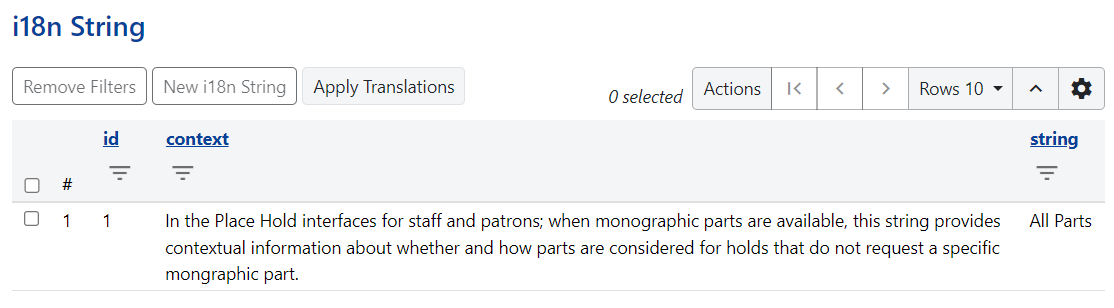 i18n String
Remove Filters New i18n String Apply Translations 0 selected Actions Rows 10
id context string
#
1 1 In the Place Hold interfaces for staff and patrons; when monographic parts are available, this string provides All Parts
contextual information about whether and how parts are considered for holds that do not request a specific
mongraphic part.